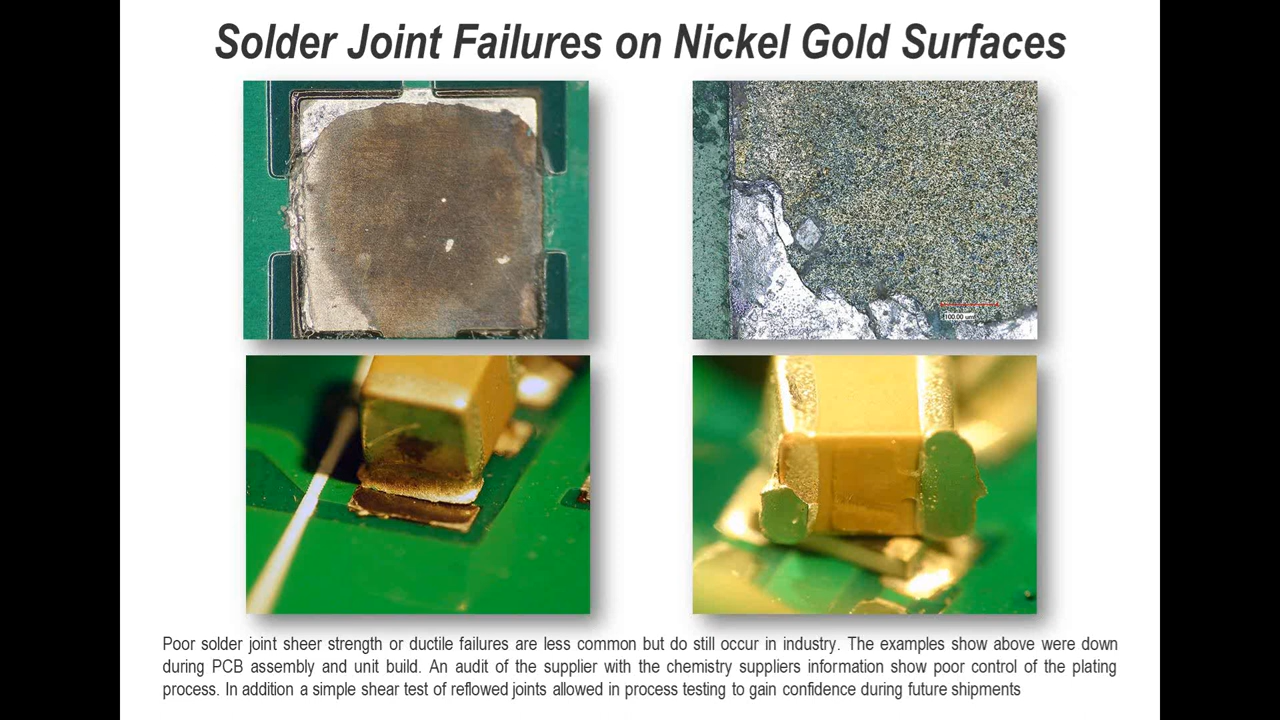 Solder Joint Failures on Nickel Gold Surfaces
100.00 um
Poor solder joint sheer strength or ductile failures are less common but do still occur in industry. The examples show above were down
during PCB assembly and unit build. An audit of the supplier with the chemistry suppliers information show poor control of the plating
process. In addition a simple shear test of reflowed joints allowed in process testing to gain confidence during future shipments